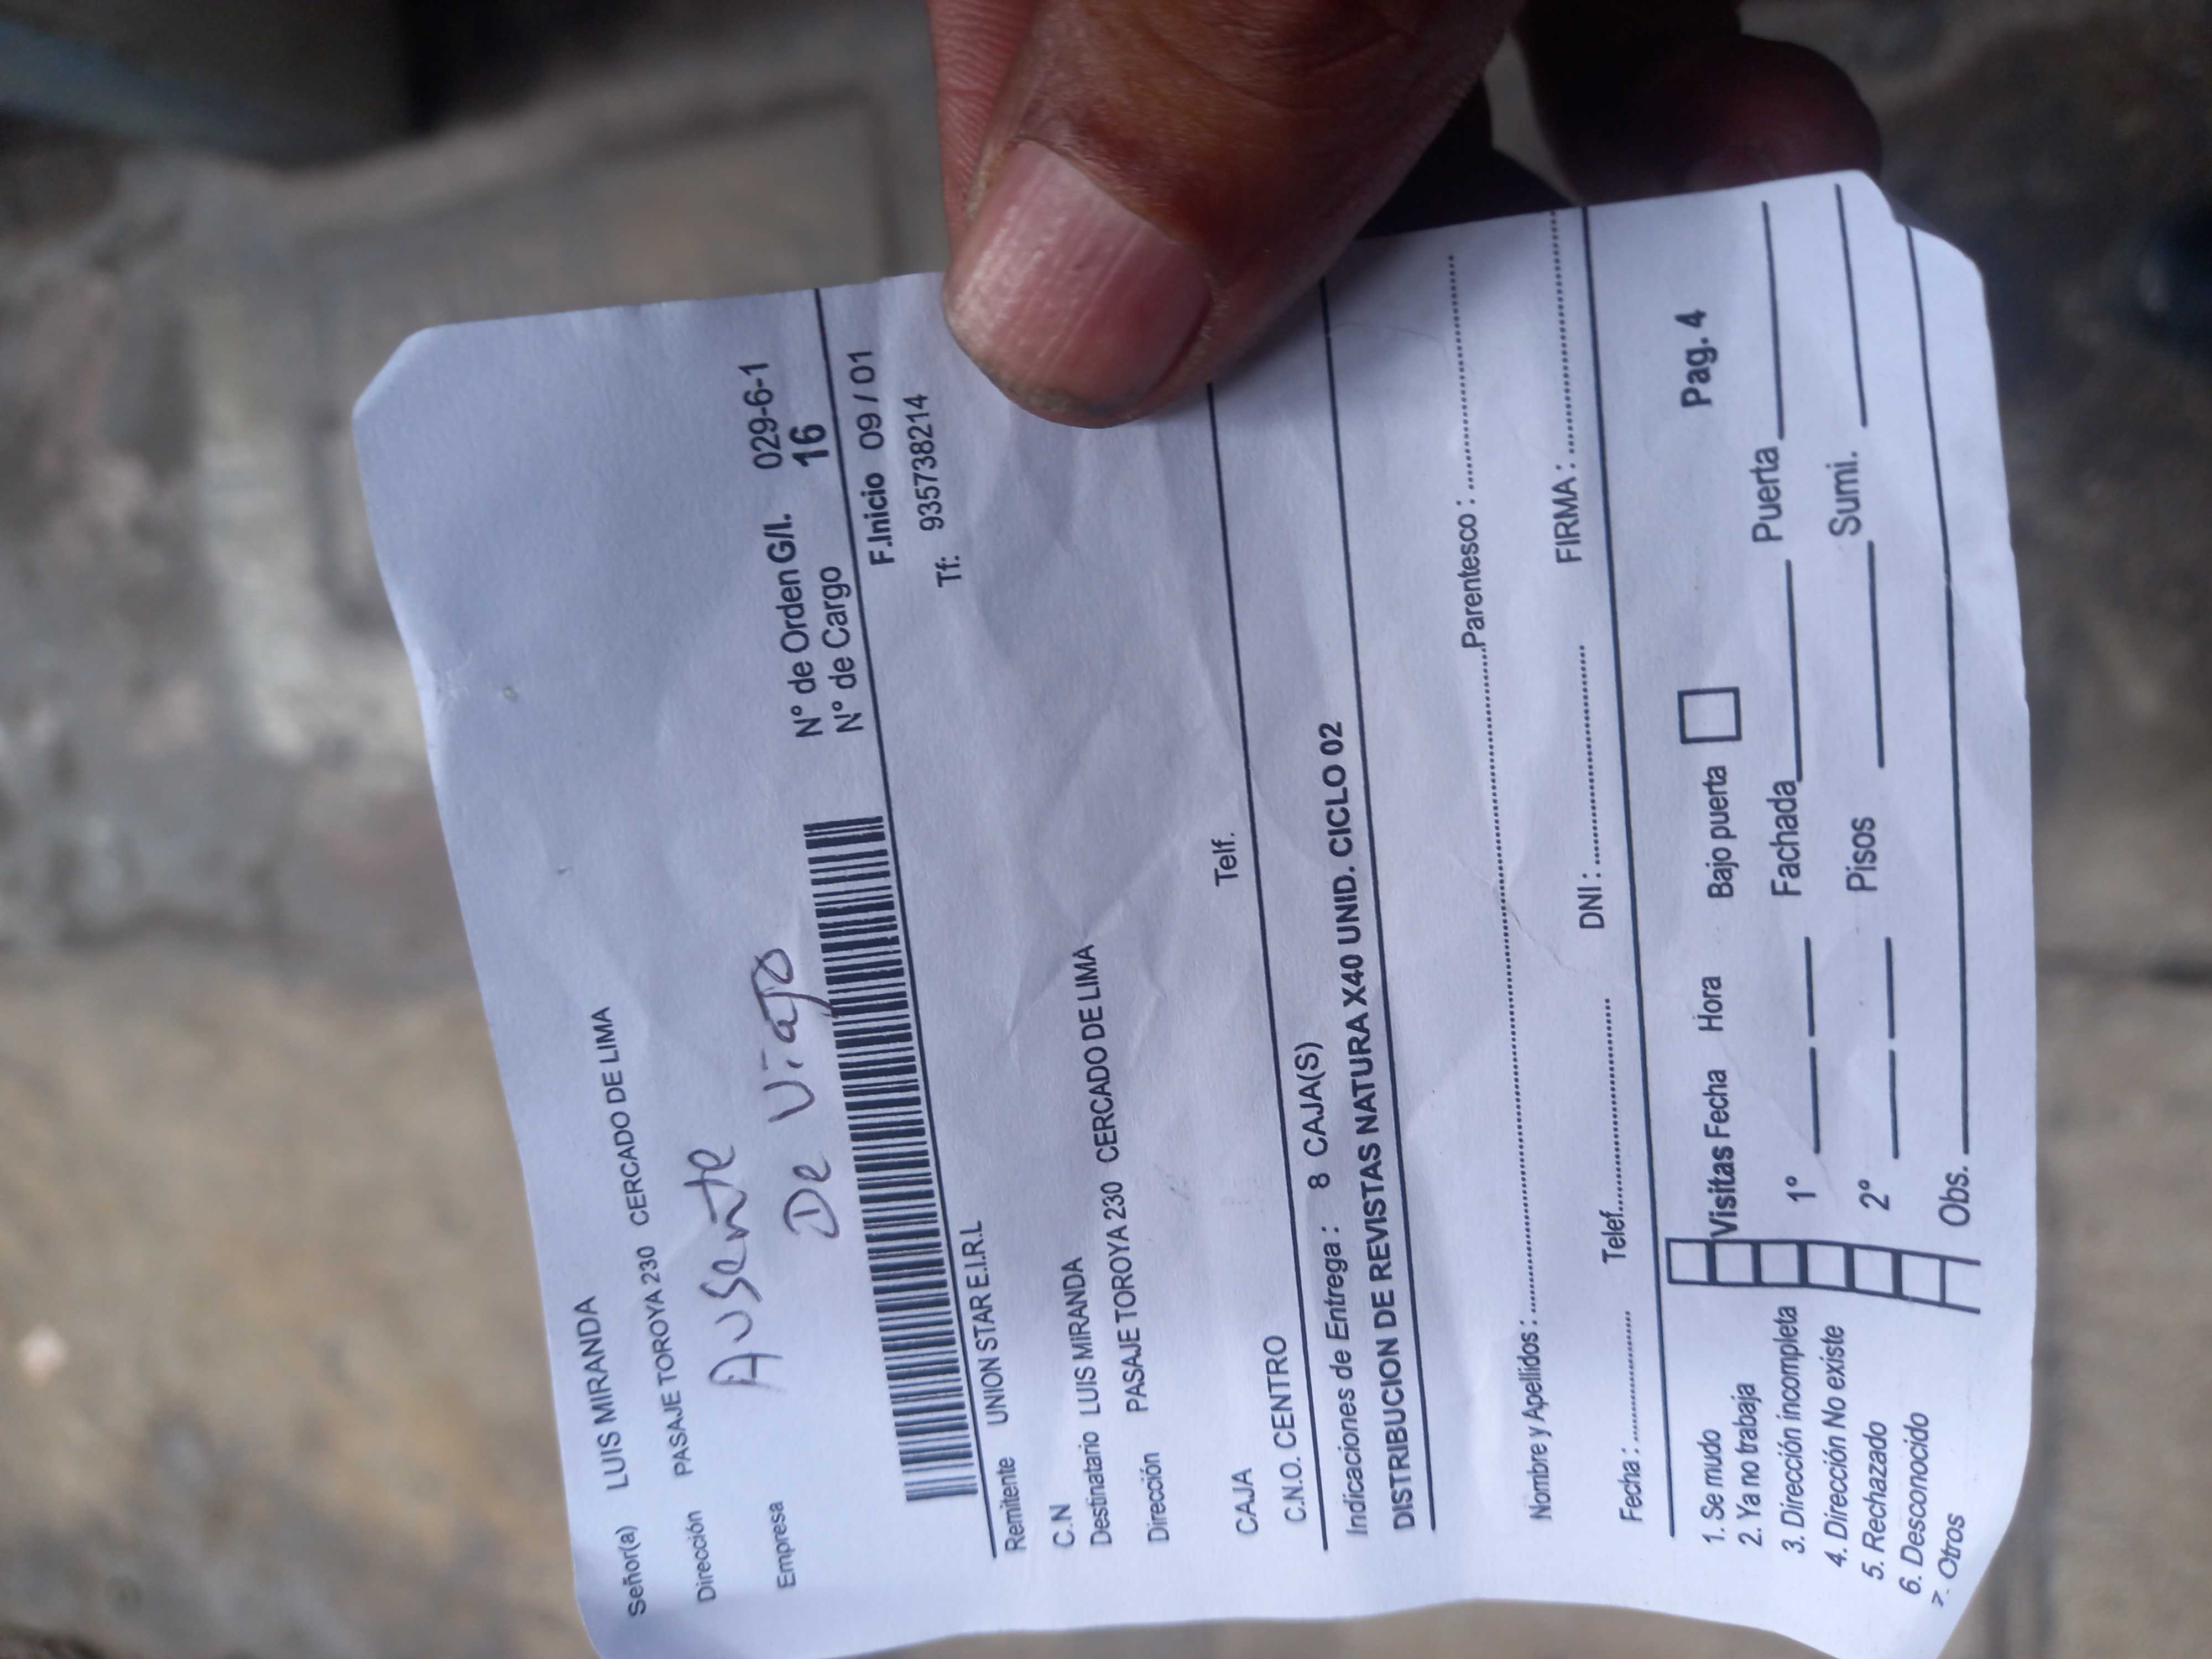 Señor(a) LUIS MIRANDA
Dirección PASAJE TOROYA 230 CERCADO DE LIMA
Ausente
Empresa
De Viaje
N° de Orden G/I. 029-6-1
N° de Cargo 16
F.Inicio 09 / 01
Remitente UNION STAR E.I.R.L
Tf: 935738214
C.N
Destinatario LUIS MIRANDA
Dirección PASAJE TOROYA 230 CERCADO DE LIMA
CAJA Telf.
C.N.O. CENTRO
Indicaciones de Entrega : 8 CAJA(S)
DISTRIBUCION DE REVISTAS NATURA X40 UNID. CICLO 02
Nombre y Apellidos : Parentesco :
Fecha : Telef. DNI : FIRMA :
1. Se mudo Visitas Fecha Hora Bajo puerta Pag. 4
2. Ya no trabaja
3. Dirección incompleta 1° Fachada Puerta
4. Dirección No existe
5. Rechazado 2° Pisos Sumi.
6. Desconocido
7. Otros Obs.